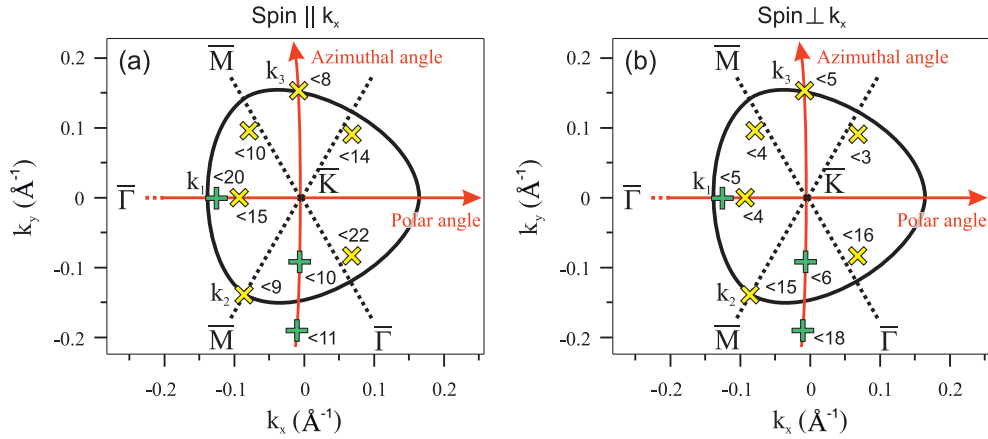 Spin || kₓ
(a)
M̅
Azimuthal angle
k₃
<8
<10
<14
k₁
<20
K̅
Γ̅
<15
Polar angle
<22
<10
k₂
<9
M̅
<11
Γ̅
0.2
0.1
0
-0.1
-0.2
k_y (Å⁻¹)
-0.2
-0.1
0
0.1
0.2
kₓ (Å⁻¹)
Spin ⊥ kₓ
(b)
M̅
Azimuthal angle
k₃
<5
<4
<3
k₁
<5
K̅
Γ̅
<4
Polar angle
<16
<6
k₂
<15
M̅
<18
Γ̅
0.2
0.1
0
-0.1
-0.2
k_y (Å⁻¹)
-0.2
-0.1
0
0.1
0.2
kₓ (Å⁻¹)